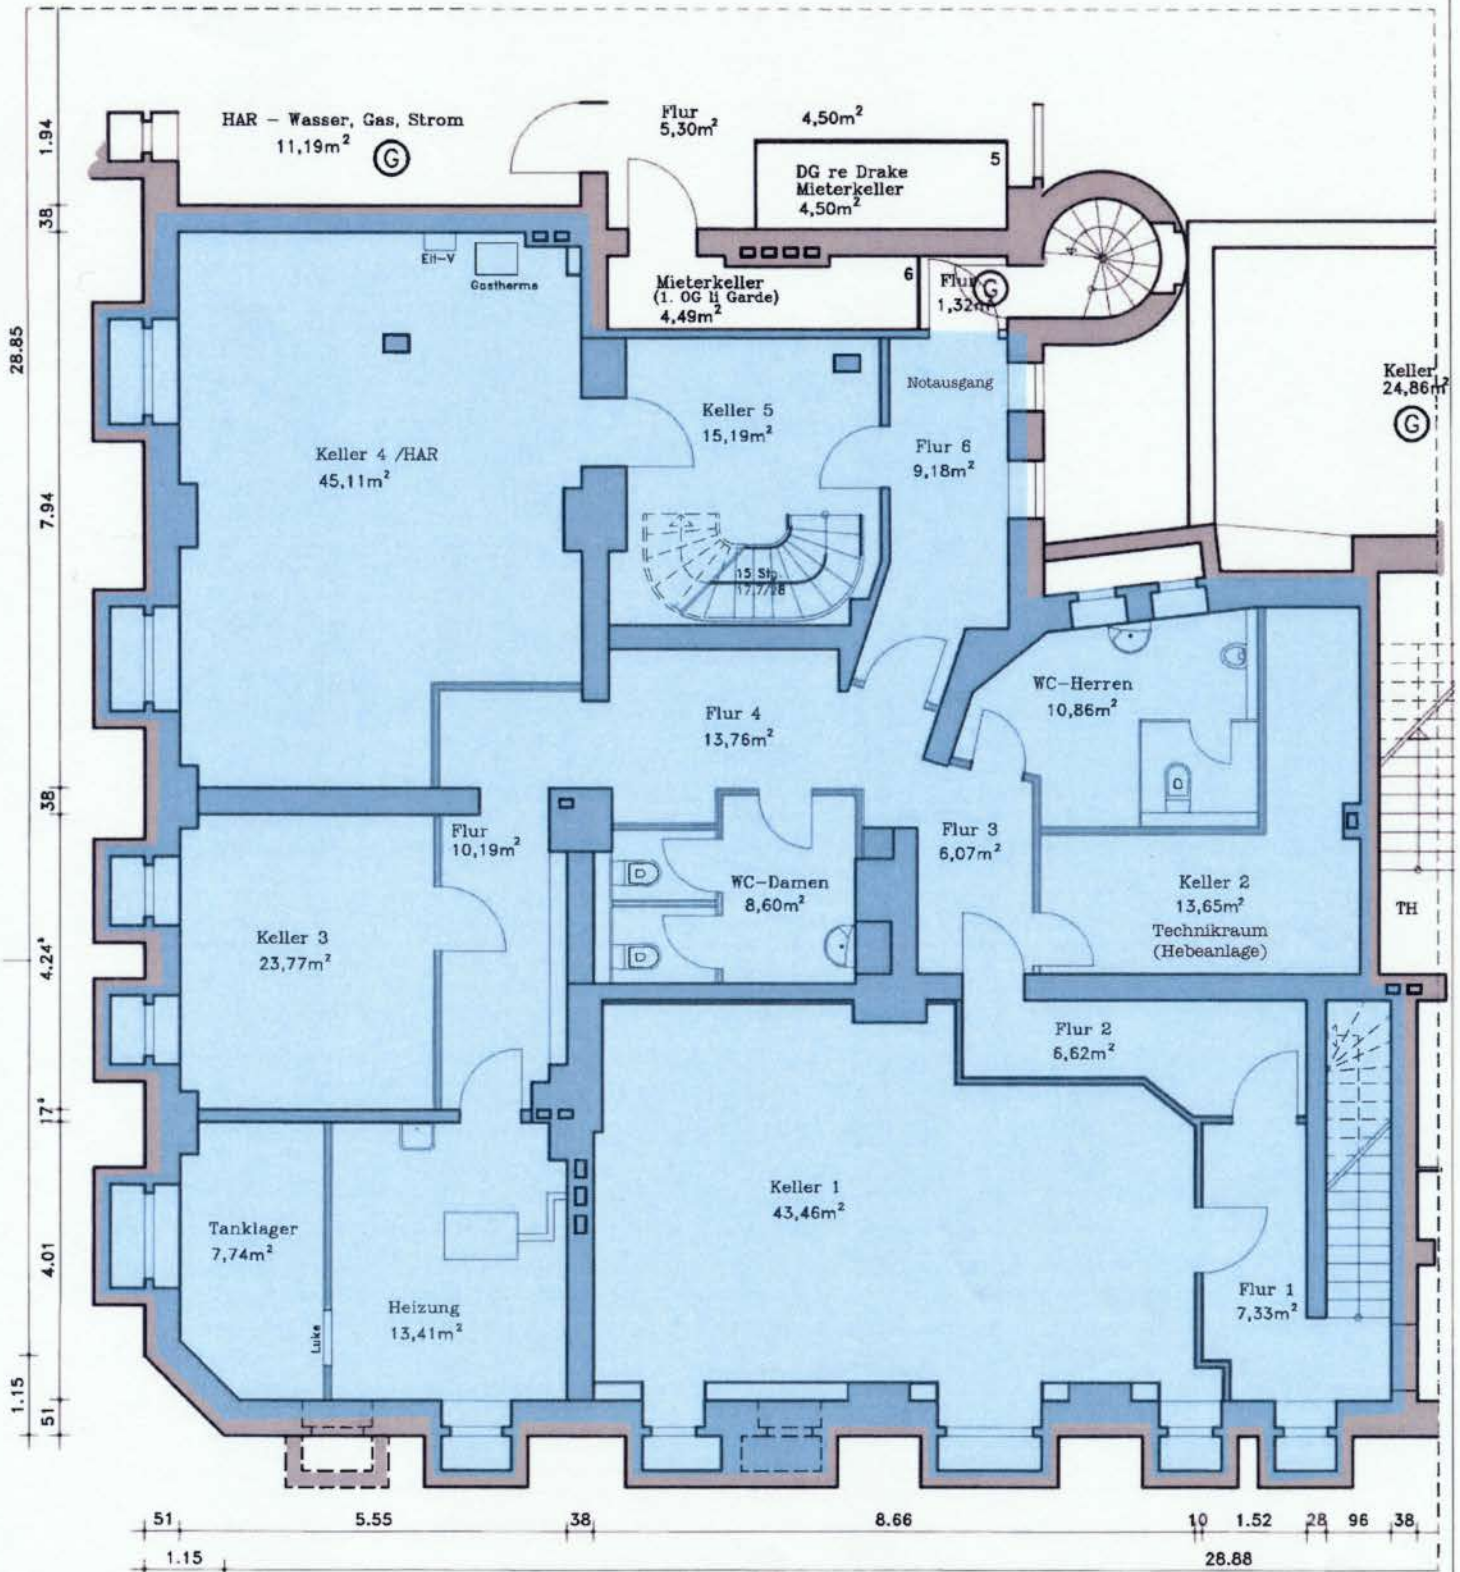 HAR - Wasser, Gas, Strom
11,19m²
G
Flur
5,30m²
4,50m²
5
DG re Drake
Mieterkeller
4,50m²
Mieterkeller
(1. OG li Garde)
4,49m²
6
Flur
1,32m²
G
Keller
24,86m²
G
Elt-V
Gastherme
Keller 4 /HAR
45,11m²
Keller 5
15,19m²
Notausgang
Flur 6
9,18m²
15 Stg.
17,7/28
WC-Herren
10,86m²
Flur 4
13,76m²
Flur
10,19m²
Flur 3
6,07m²
WC-Damen
8,60m²
Keller 2
13,65m²
Technikraum
(Hebeanlage)
TH
Keller 3
23,77m²
Flur 2
6,62m²
Keller 1
43,46m²
Tanklager
7,74m²
Luke
Heizung
13,41m²
Flur 1
7,33m²
1.94
38
28.85
7.94
38
4.24⁵
17⁵
4.01
1.15
51
51 5.55 38 8.66 10 1.52 28 96 38
1.15 28.88